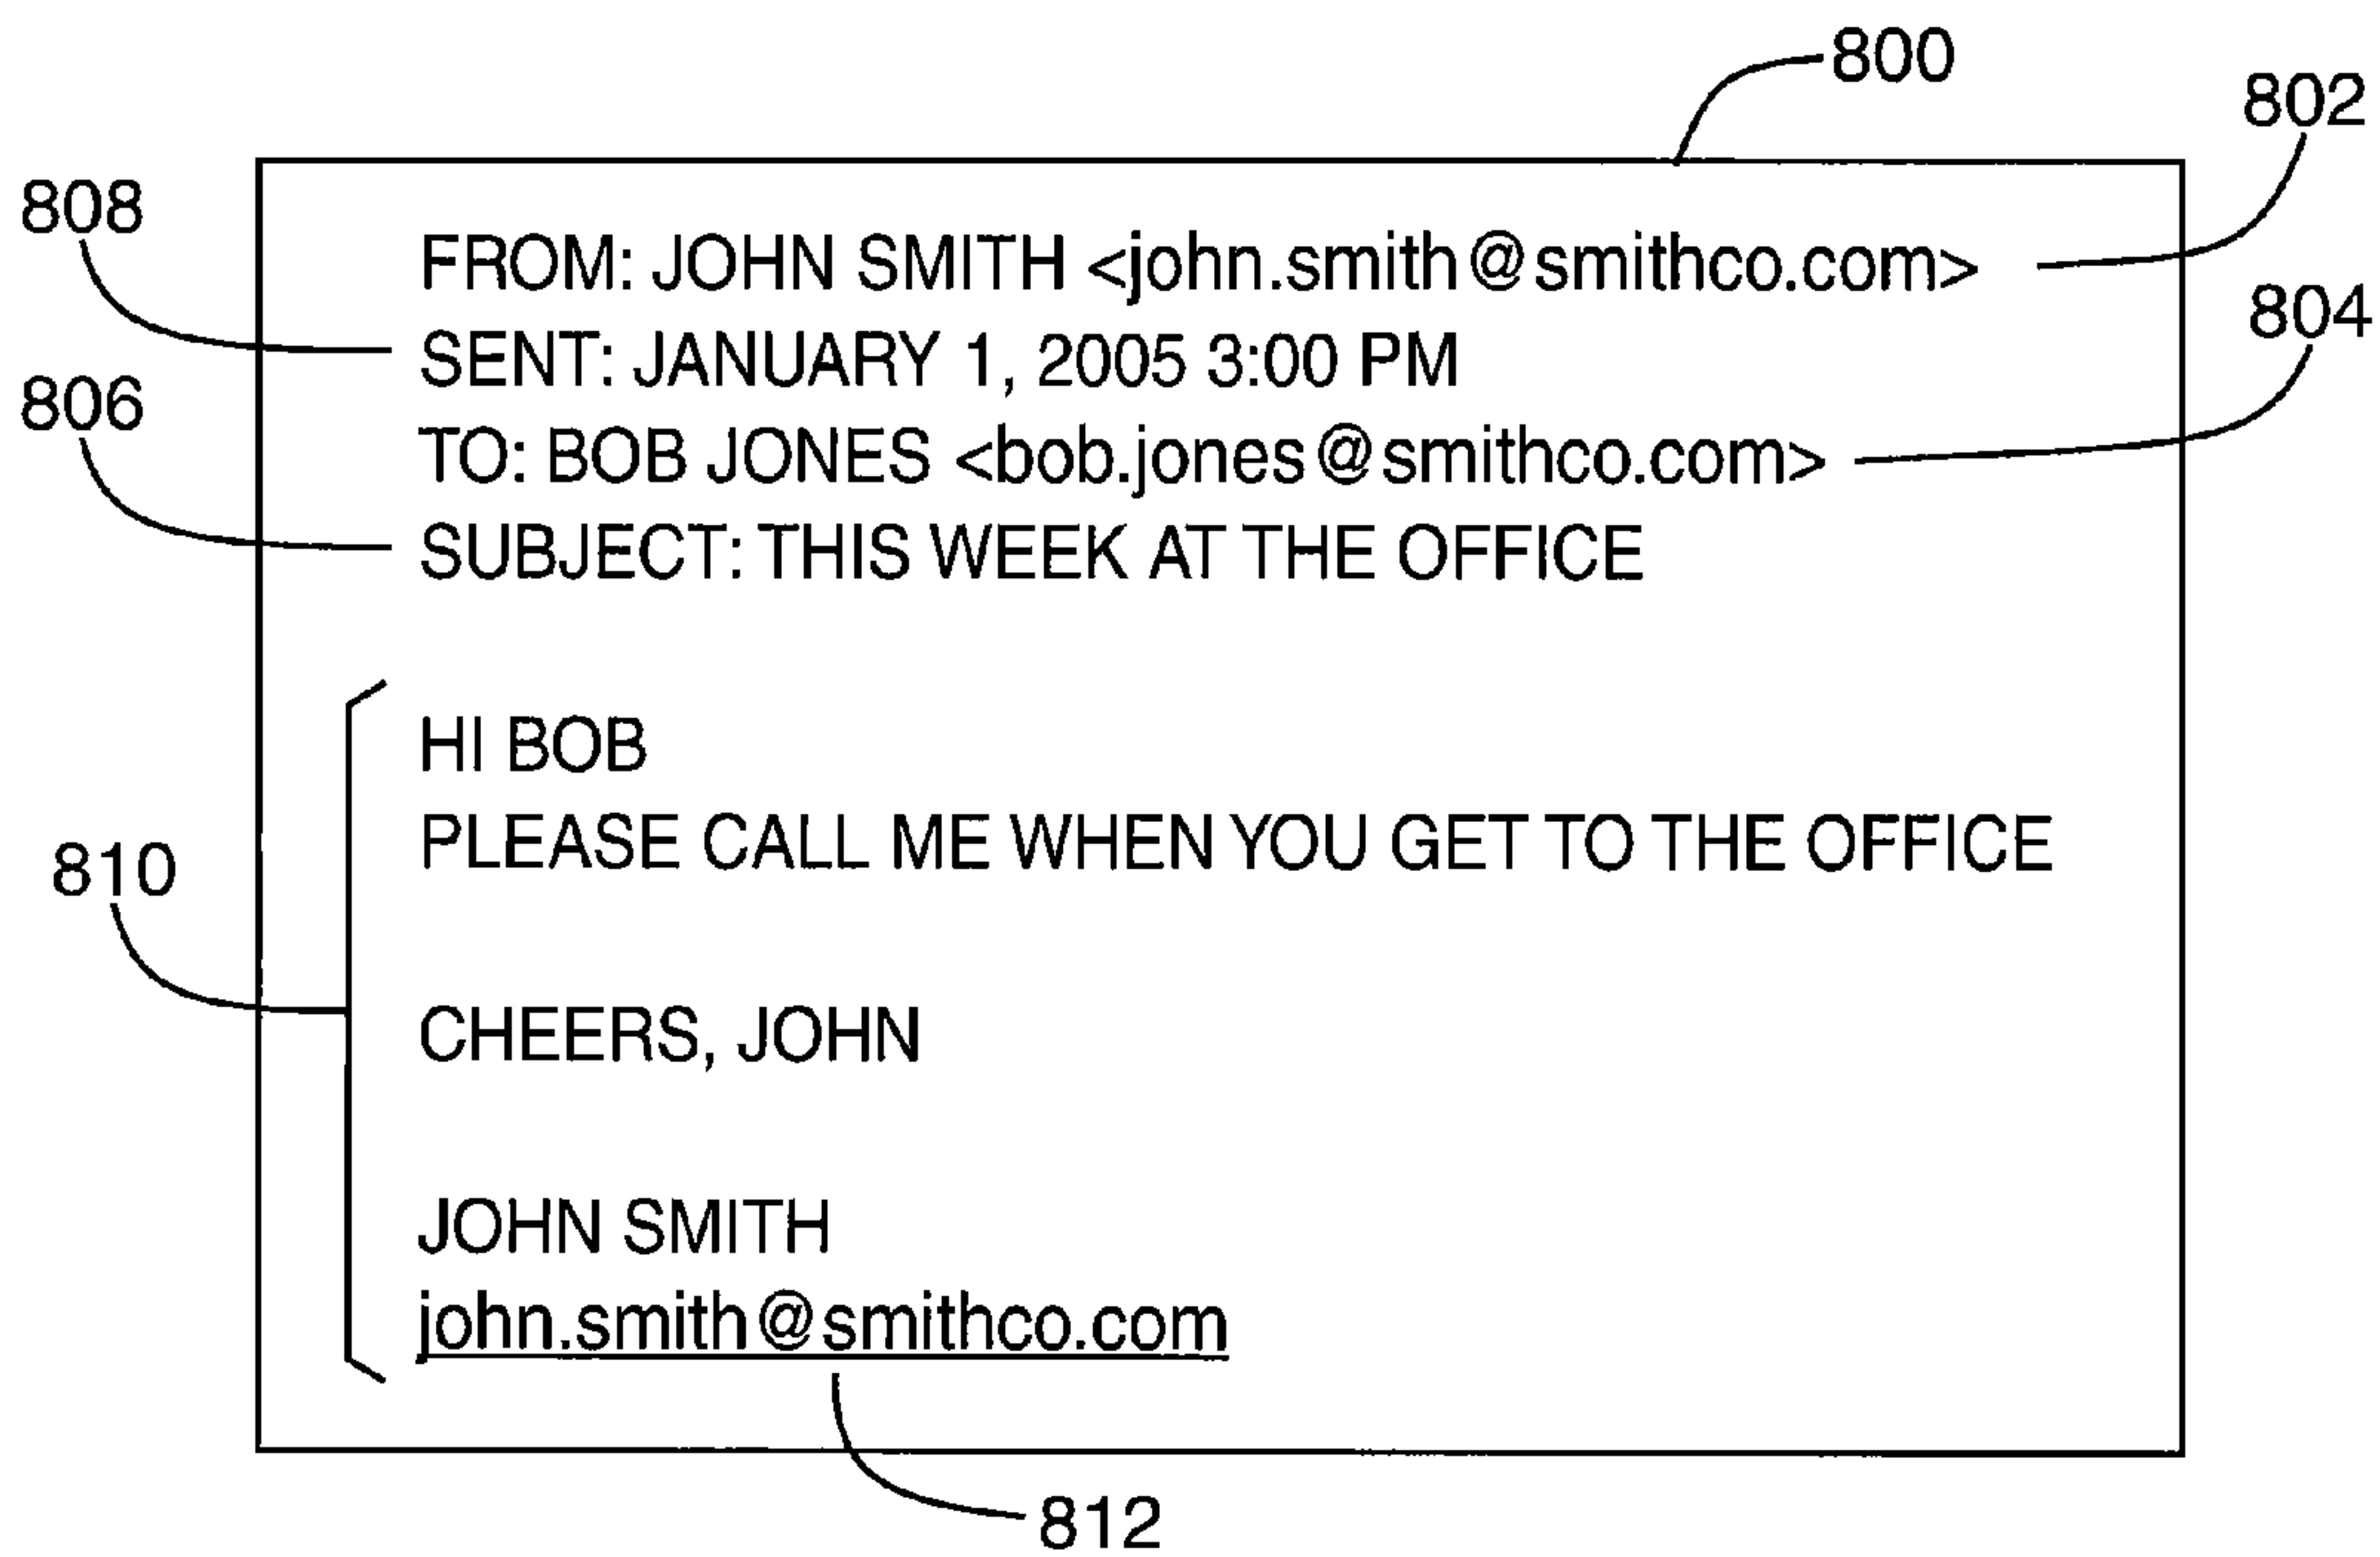 800
802
808
FROM: JOHN SMITH <john.smith@smithco.com>
804
SENT: JANUARY 1, 2005 3:00 PM
806
TO: BOB JONES <bob.jones@smithco.com>
SUBJECT: THIS WEEK AT THE OFFICE
HI BOB
PLEASE CALL ME WHEN YOU GET TO THE OFFICE
810
CHEERS, JOHN
JOHN SMITH
john.smith@smithco.com
812